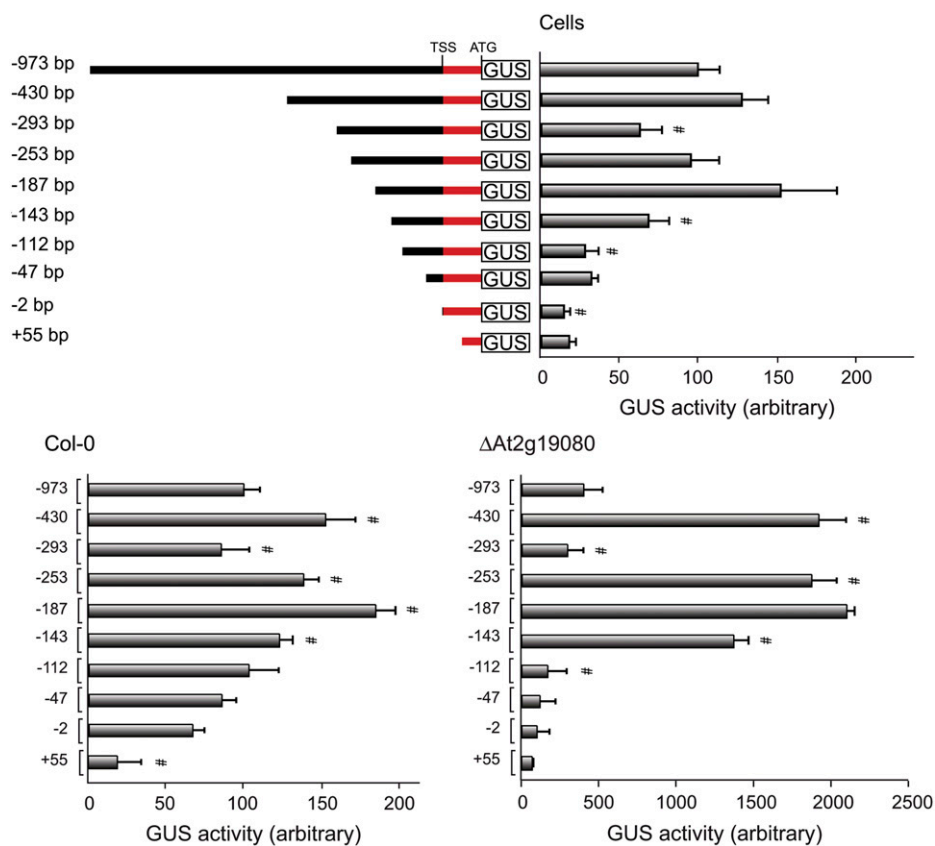 Cells
TSS ATG
-973 bp GUS
-430 bp GUS
-293 bp GUS #
-253 bp GUS
-187 bp GUS
-143 bp GUS #
-112 bp GUS #
-47 bp GUS
-2 bp GUS #
+55 bp GUS
0 50 100 150 200
GUS activity (arbitrary)
Col-0
-973
-430 #
-293 #
-253 #
-187 #
-143 #
-112
-47
-2
+55 #
0 50 100 150 200
GUS activity (arbitrary)
ΔAt2g19080
-973
-430 #
-293 #
-253 #
-187
-143 #
-112 #
-47
-2
+55
0 500 1000 1500 2000 2500
GUS activity (arbitrary)